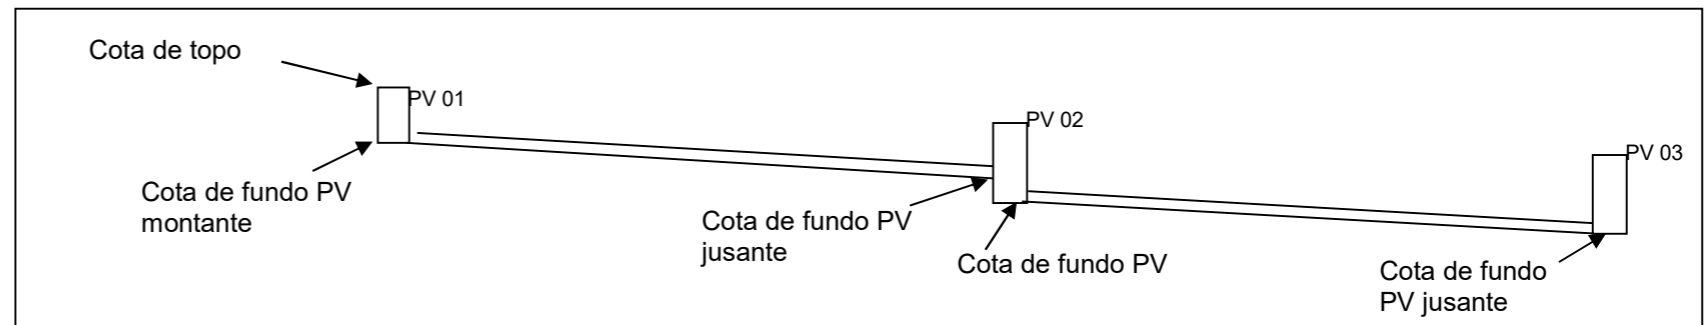 Cota de topo
PV 01
PV 02
PV 03
Cota de fundo PV
montante
Cota de fundo PV
jusante
Cota de fundo PV
Cota de fundo
PV jusante